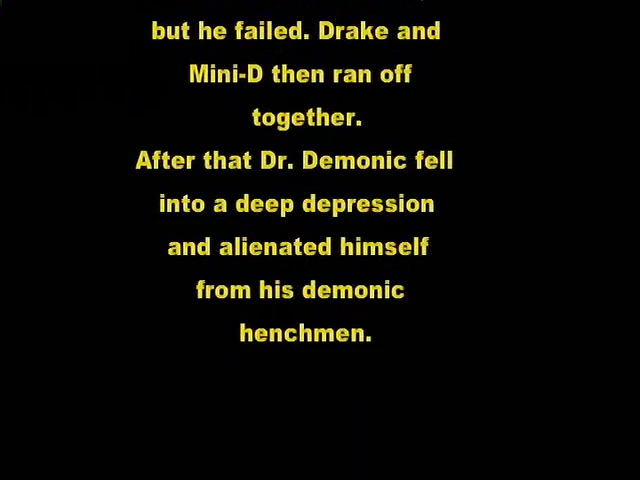 but he failed. Drake and
Mini-D then ran off
together.
After that Dr. Demonic fell
into a deep depression
and alienated himself
from his demonic
henchmen.